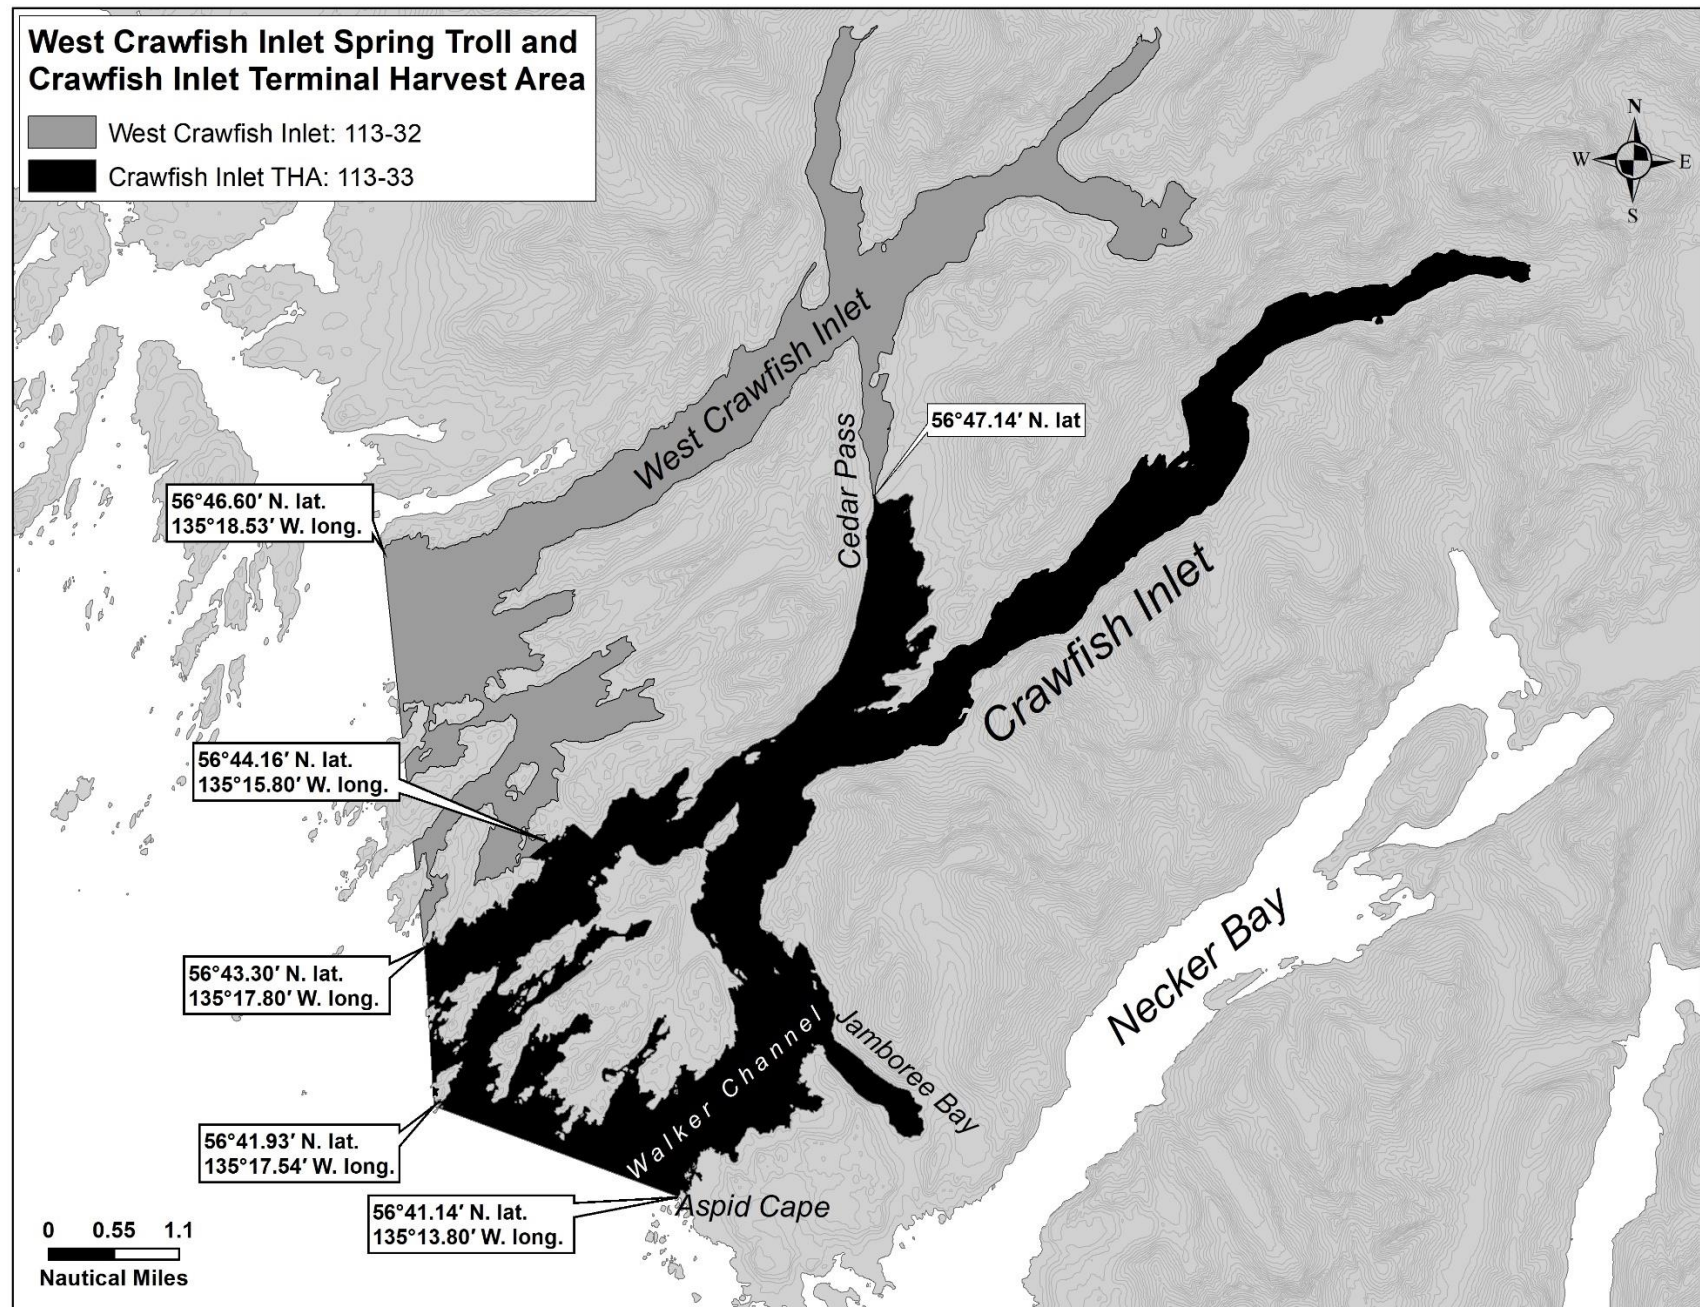 West Crawfish Inlet Spring Troll and
Crawfish Inlet Terminal Harvest Area
West Crawfish Inlet: 113-32
Crawfish Inlet THA: 113-33
N
W
E
S
West Crawfish Inlet
56°47.14′ N. lat
Cedar Pass
56°46.60′ N. lat.
135°18.53′ W. long.
Crawfish Inlet
56°44.16′ N. lat.
135°15.80′ W. long.
Necker Bay
56°43.30′ N. lat.
135°17.80′ W. long.
Jamboree Bay
Walker Channel
56°41.93′ N. lat.
135°17.54′ W. long.
Aspid Cape
56°41.14′ N. lat.
135°13.80′ W. long.
0 0.55 1.1
Nautical Miles